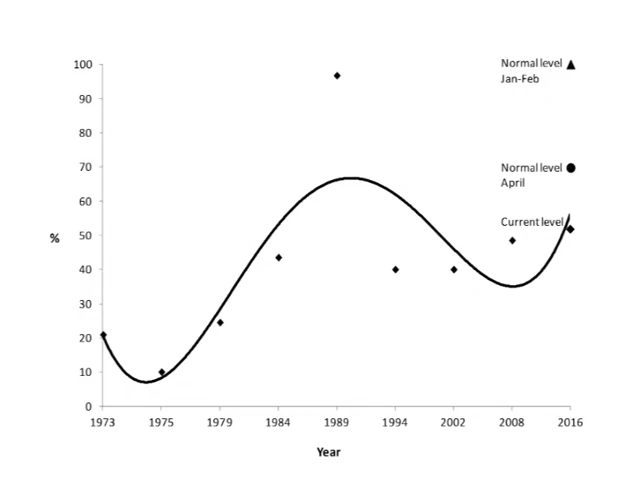 100
Normal level
Jan-Feb
90
80
70
Normal level
April
60
Current level
50
%
40
30
20
10
0
1973 1975 1979 1984 1989 1994 2002 2008 2016
Year